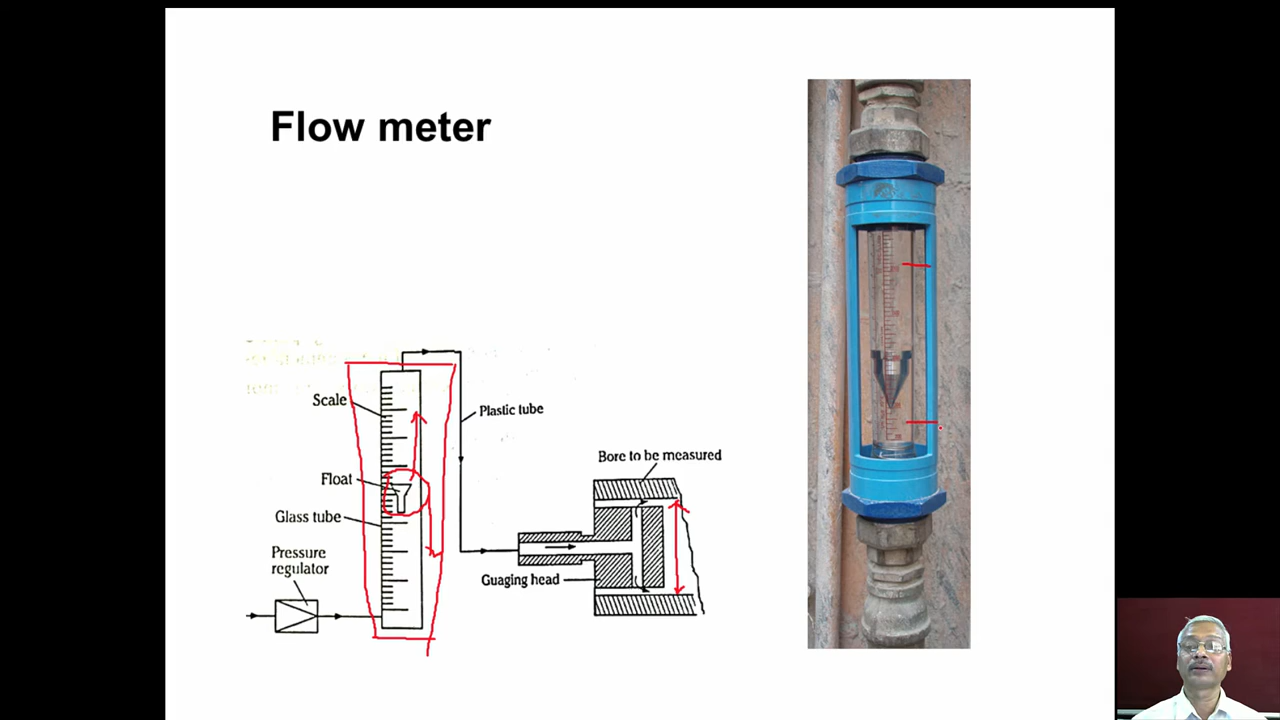 Flow meter
Scale
Plastic tube
Float
Bore to be measured
Glass tube
Pressure
regulator
Guaging head